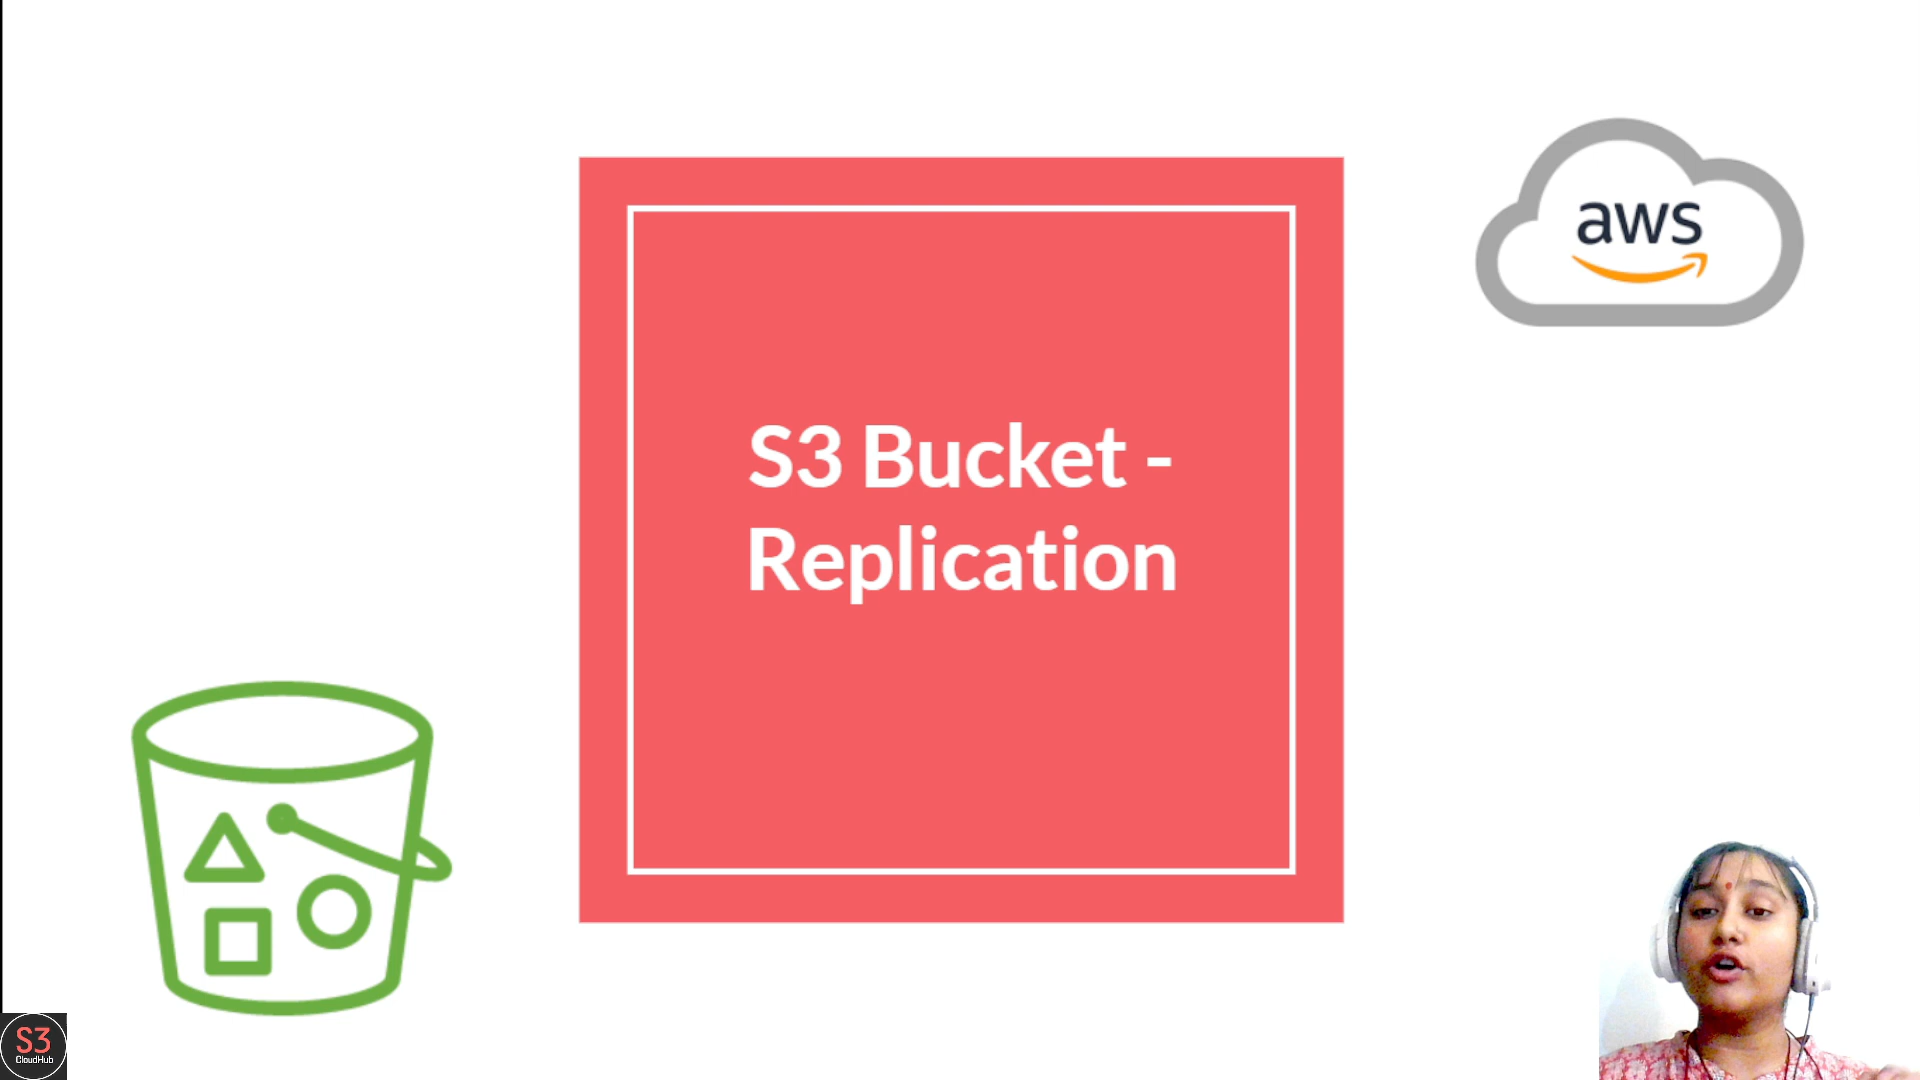 aws
S3 Bucket -
Replication
S3
CloudHub